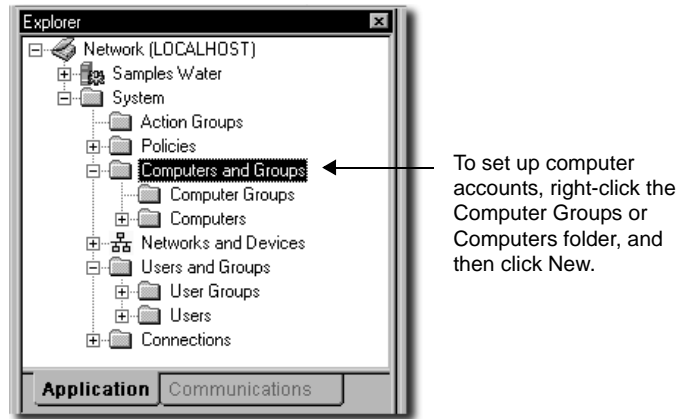 Explorer
Network (LOCALHOST)
Samples Water
System
Action Groups
Policies
Computers and Groups
Computer Groups
Computers
Networks and Devices
Users and Groups
User Groups
Users
Connections
Application
Communications
To set up computer
accounts, right-click the
Computer Groups or
Computers folder, and
then click New.